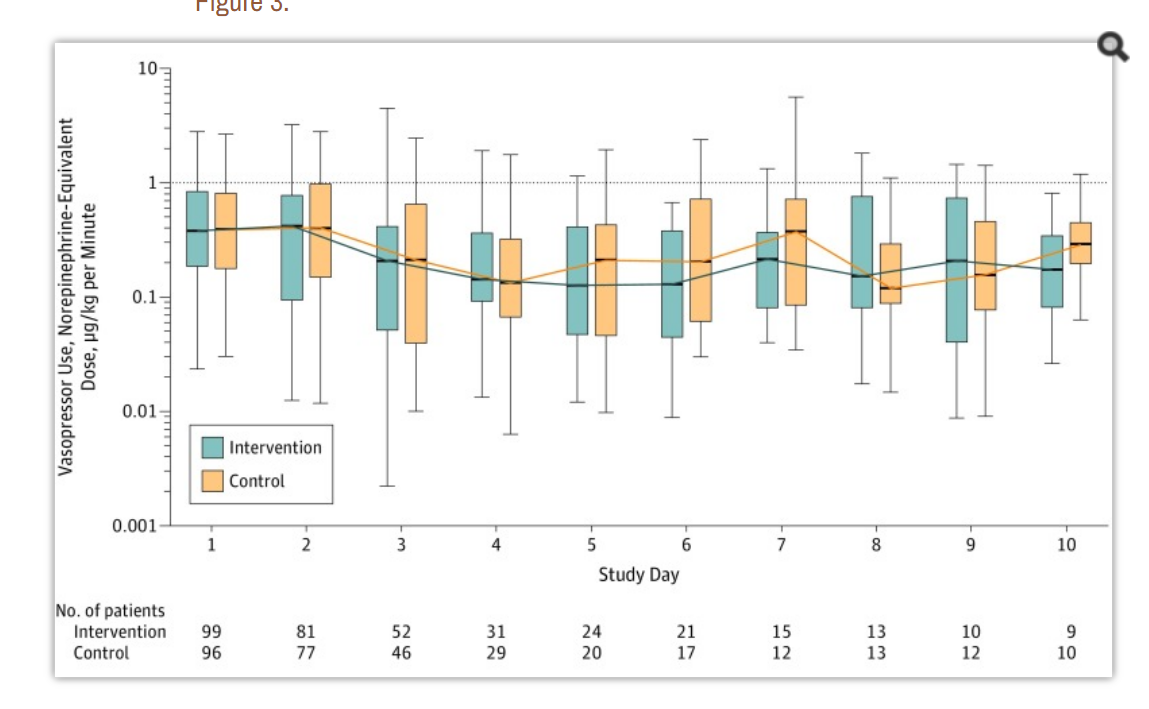 Figure 3.
10
1
0.1
0.01
0.001
Vasopressor Use, Norepinephrine-Equivalent
Dose, µg/kg per Minute
Intervention
Control
1 2 3 4 5 6 7 8 9 10
Study Day
No. of patients
Intervention 99 81 52 31 24 21 15 13 10 9
Control 96 77 46 29 20 17 12 13 12 10